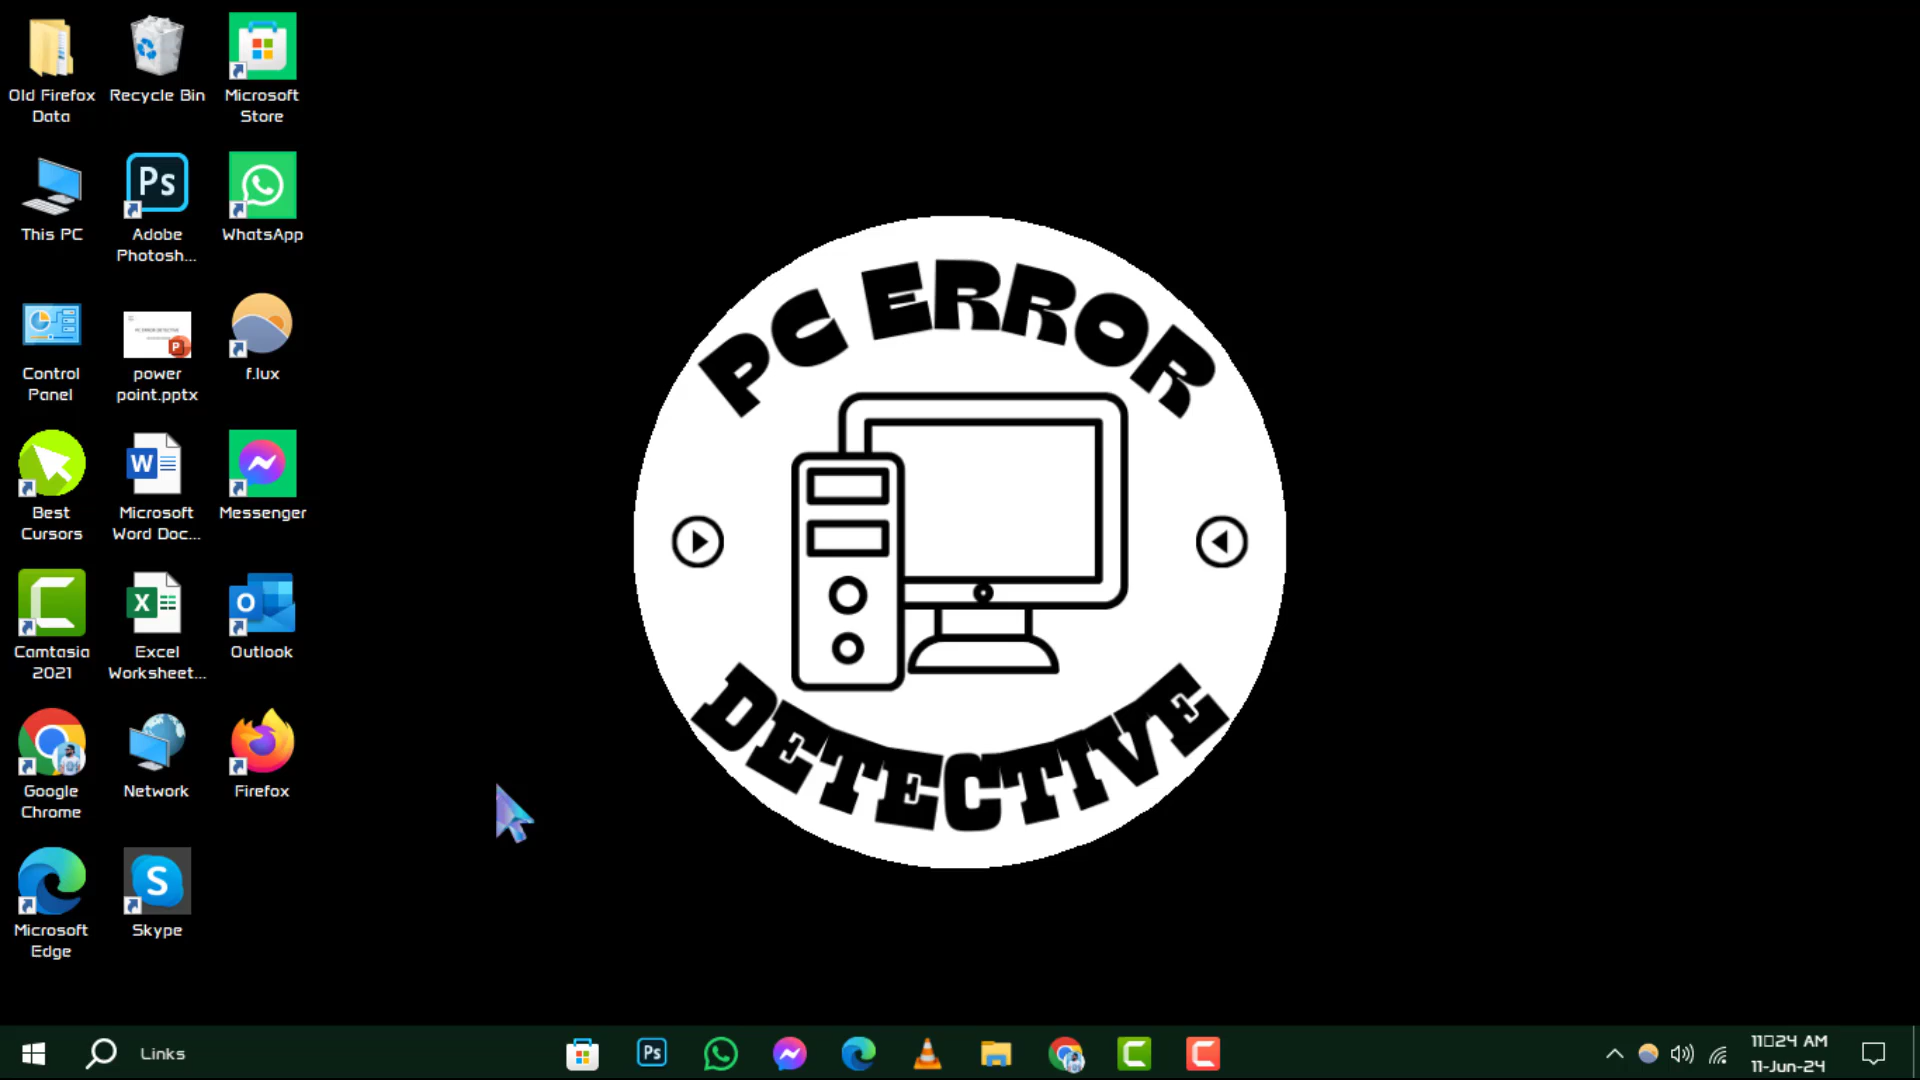 Old Firefox
Data
Recycle Bin
Microsoft
Store
This PC
Ps
Adobe
Photosh...
WhatsApp
Control
Panel
power
point.pptx
f.lux
Best
Cursors
W
Microsoft
Word Doc...
Messenger
Camtasia
2021
X
Excel
Worksheet...
O
Outlook
Google
Chrome
Network
Firefox
Microsoft
Edge
S
Skype
PC ERROR
DETECTIVE
Links
Ps
11□24 AM
11-Jun-24